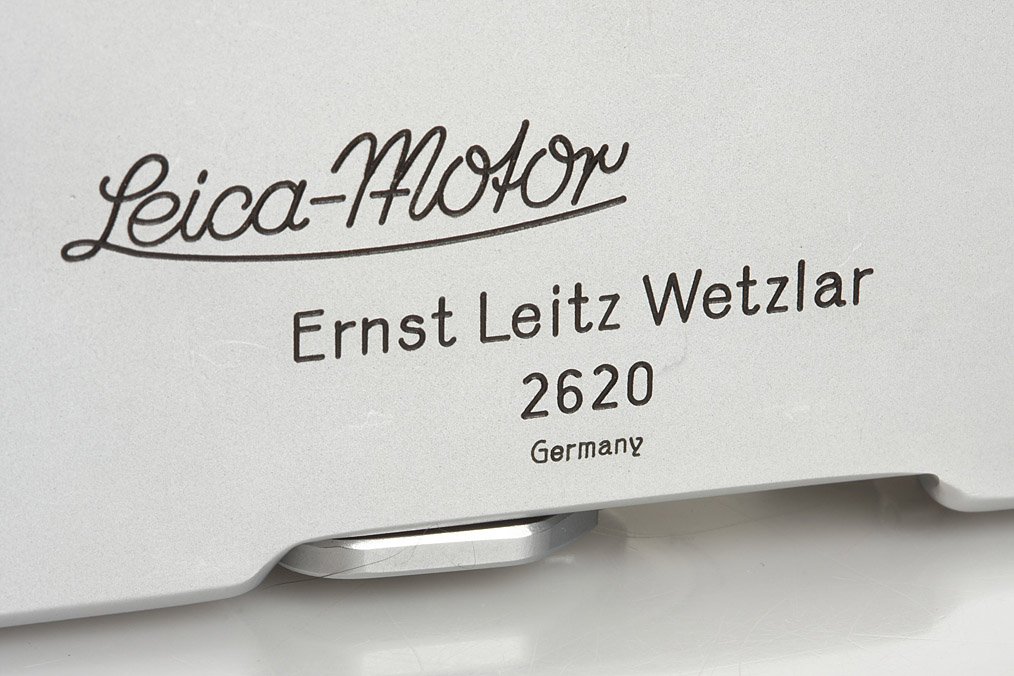 Leica-Motor
Ernst Leitz Wetzlar
2620
Germany